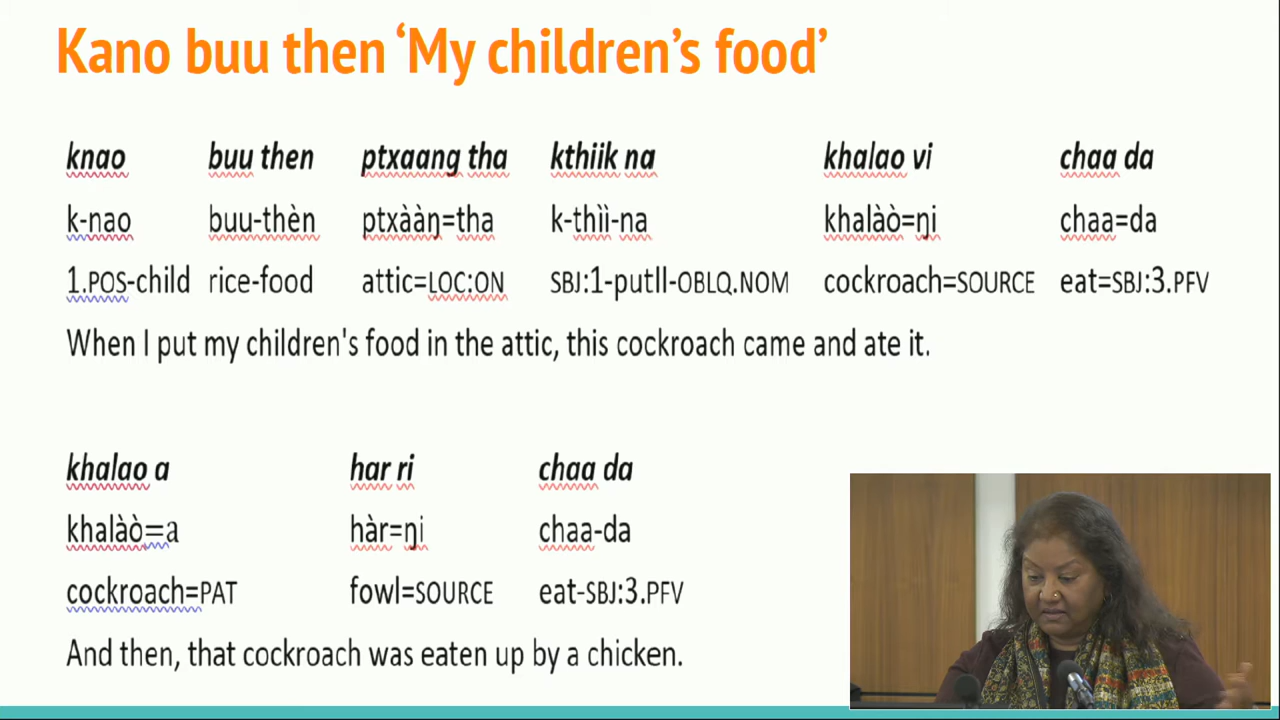 Kano buu then ‘My children’s food’
knao buu then ptxaang tha kthiik na khalao vi chaa da
k-nao buu-thèn ptxààŋ=tha k-thìì-na khalàò=ŋi chaa=da
1.POS-child rice-food attic=LOC:ON SBJ:1-putII-OBLQ.NOM cockroach=SOURCE eat=SBJ:3.PFV
When I put my children's food in the attic, this cockroach came and ate it.
khalao a har ri chaa da
khalàò=a hàr=ŋi chaa-da
cockroach=PAT fowl=SOURCE eat-SBJ:3.PFV
And then, that cockroach was eaten up by a chicken.